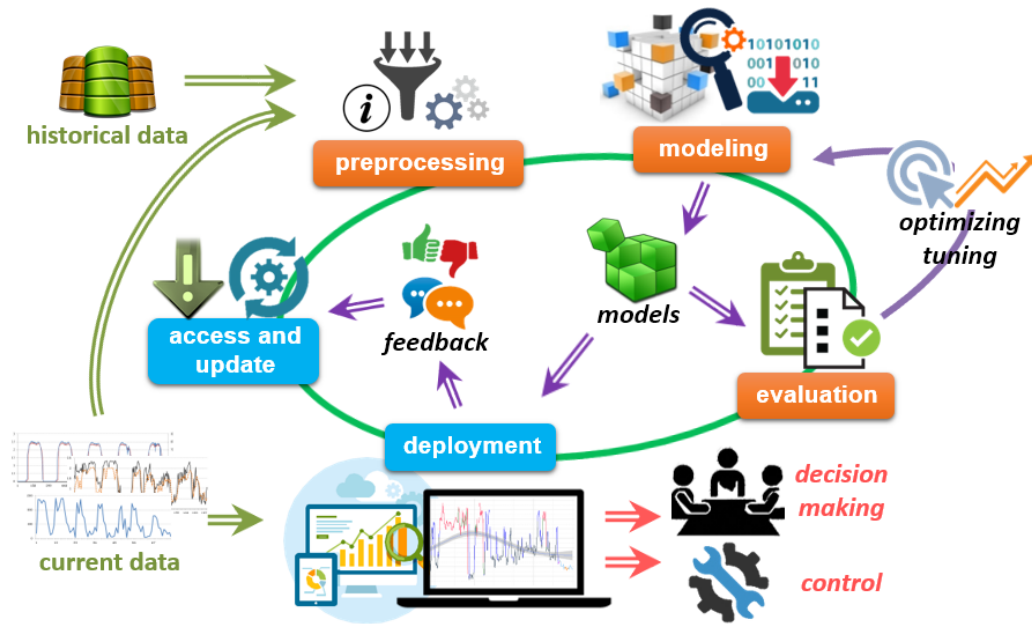 10101010
001 010
00 11
i
historical data
preprocessing
modeling
optimizing
tuning
access and
update
feedback
models
evaluation
deployment
decision
making
current data
control